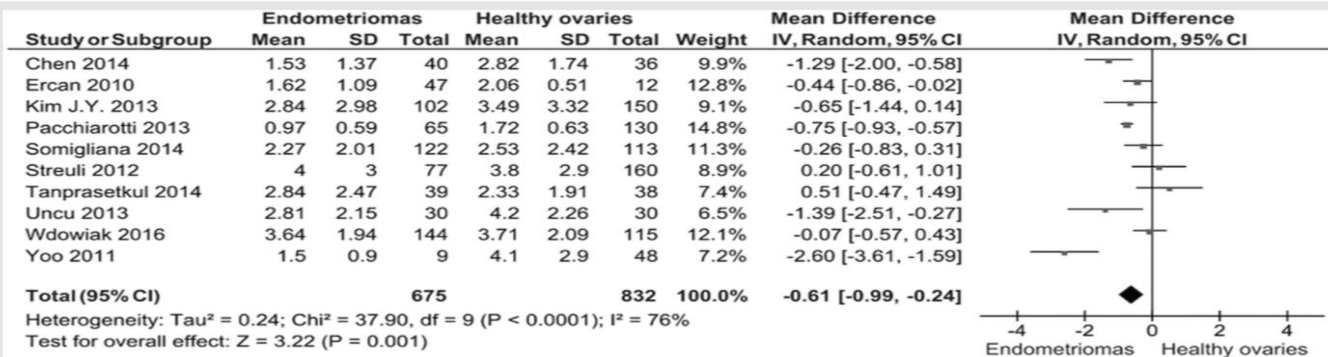 Endometriomas Healthy ovaries Mean Difference Mean Difference
Study or Subgroup Mean SD Total Mean SD Total Weight IV, Random, 95% CI IV, Random, 95% CI
Chen 2014 1.53 1.37 40 2.82 1.74 36 9.9% -1.29 [-2.00, -0.58]
Ercan 2010 1.62 1.09 47 2.06 0.51 12 12.8% -0.44 [-0.86, -0.02]
Kim J.Y. 2013 2.84 2.98 102 3.49 3.32 150 9.1% -0.65 [-1.44, 0.14]
Pacchiarotti 2013 0.97 0.59 65 1.72 0.63 130 14.8% -0.75 [-0.93, -0.57]
Somigliana 2014 2.27 2.01 122 2.53 2.42 113 11.3% -0.26 [-0.83, 0.31]
Streuli 2012 4 3 77 3.8 2.9 160 8.9% 0.20 [-0.61, 1.01]
Tanprasetkul 2014 2.84 2.47 39 2.33 1.91 38 7.4% 0.51 [-0.47, 1.49]
Uncu 2013 2.81 2.15 30 4.2 2.26 30 6.5% -1.39 [-2.51, -0.27]
Wdowiak 2016 3.64 1.94 144 3.71 2.09 115 12.1% -0.07 [-0.57, 0.43]
Yoo 2011 1.5 0.9 9 4.1 2.9 48 7.2% -2.60 [-3.61, -1.59]
Total (95% CI) 675 832 100.0% -0.61 [-0.99, -0.24]
Heterogeneity: Tau² = 0.24; Chi² = 37.90, df = 9 (P < 0.0001); I² = 76%
Test for overall effect: Z = 3.22 (P = 0.001)
-4 -2 0 2 4
Endometriomas Healthy ovaries